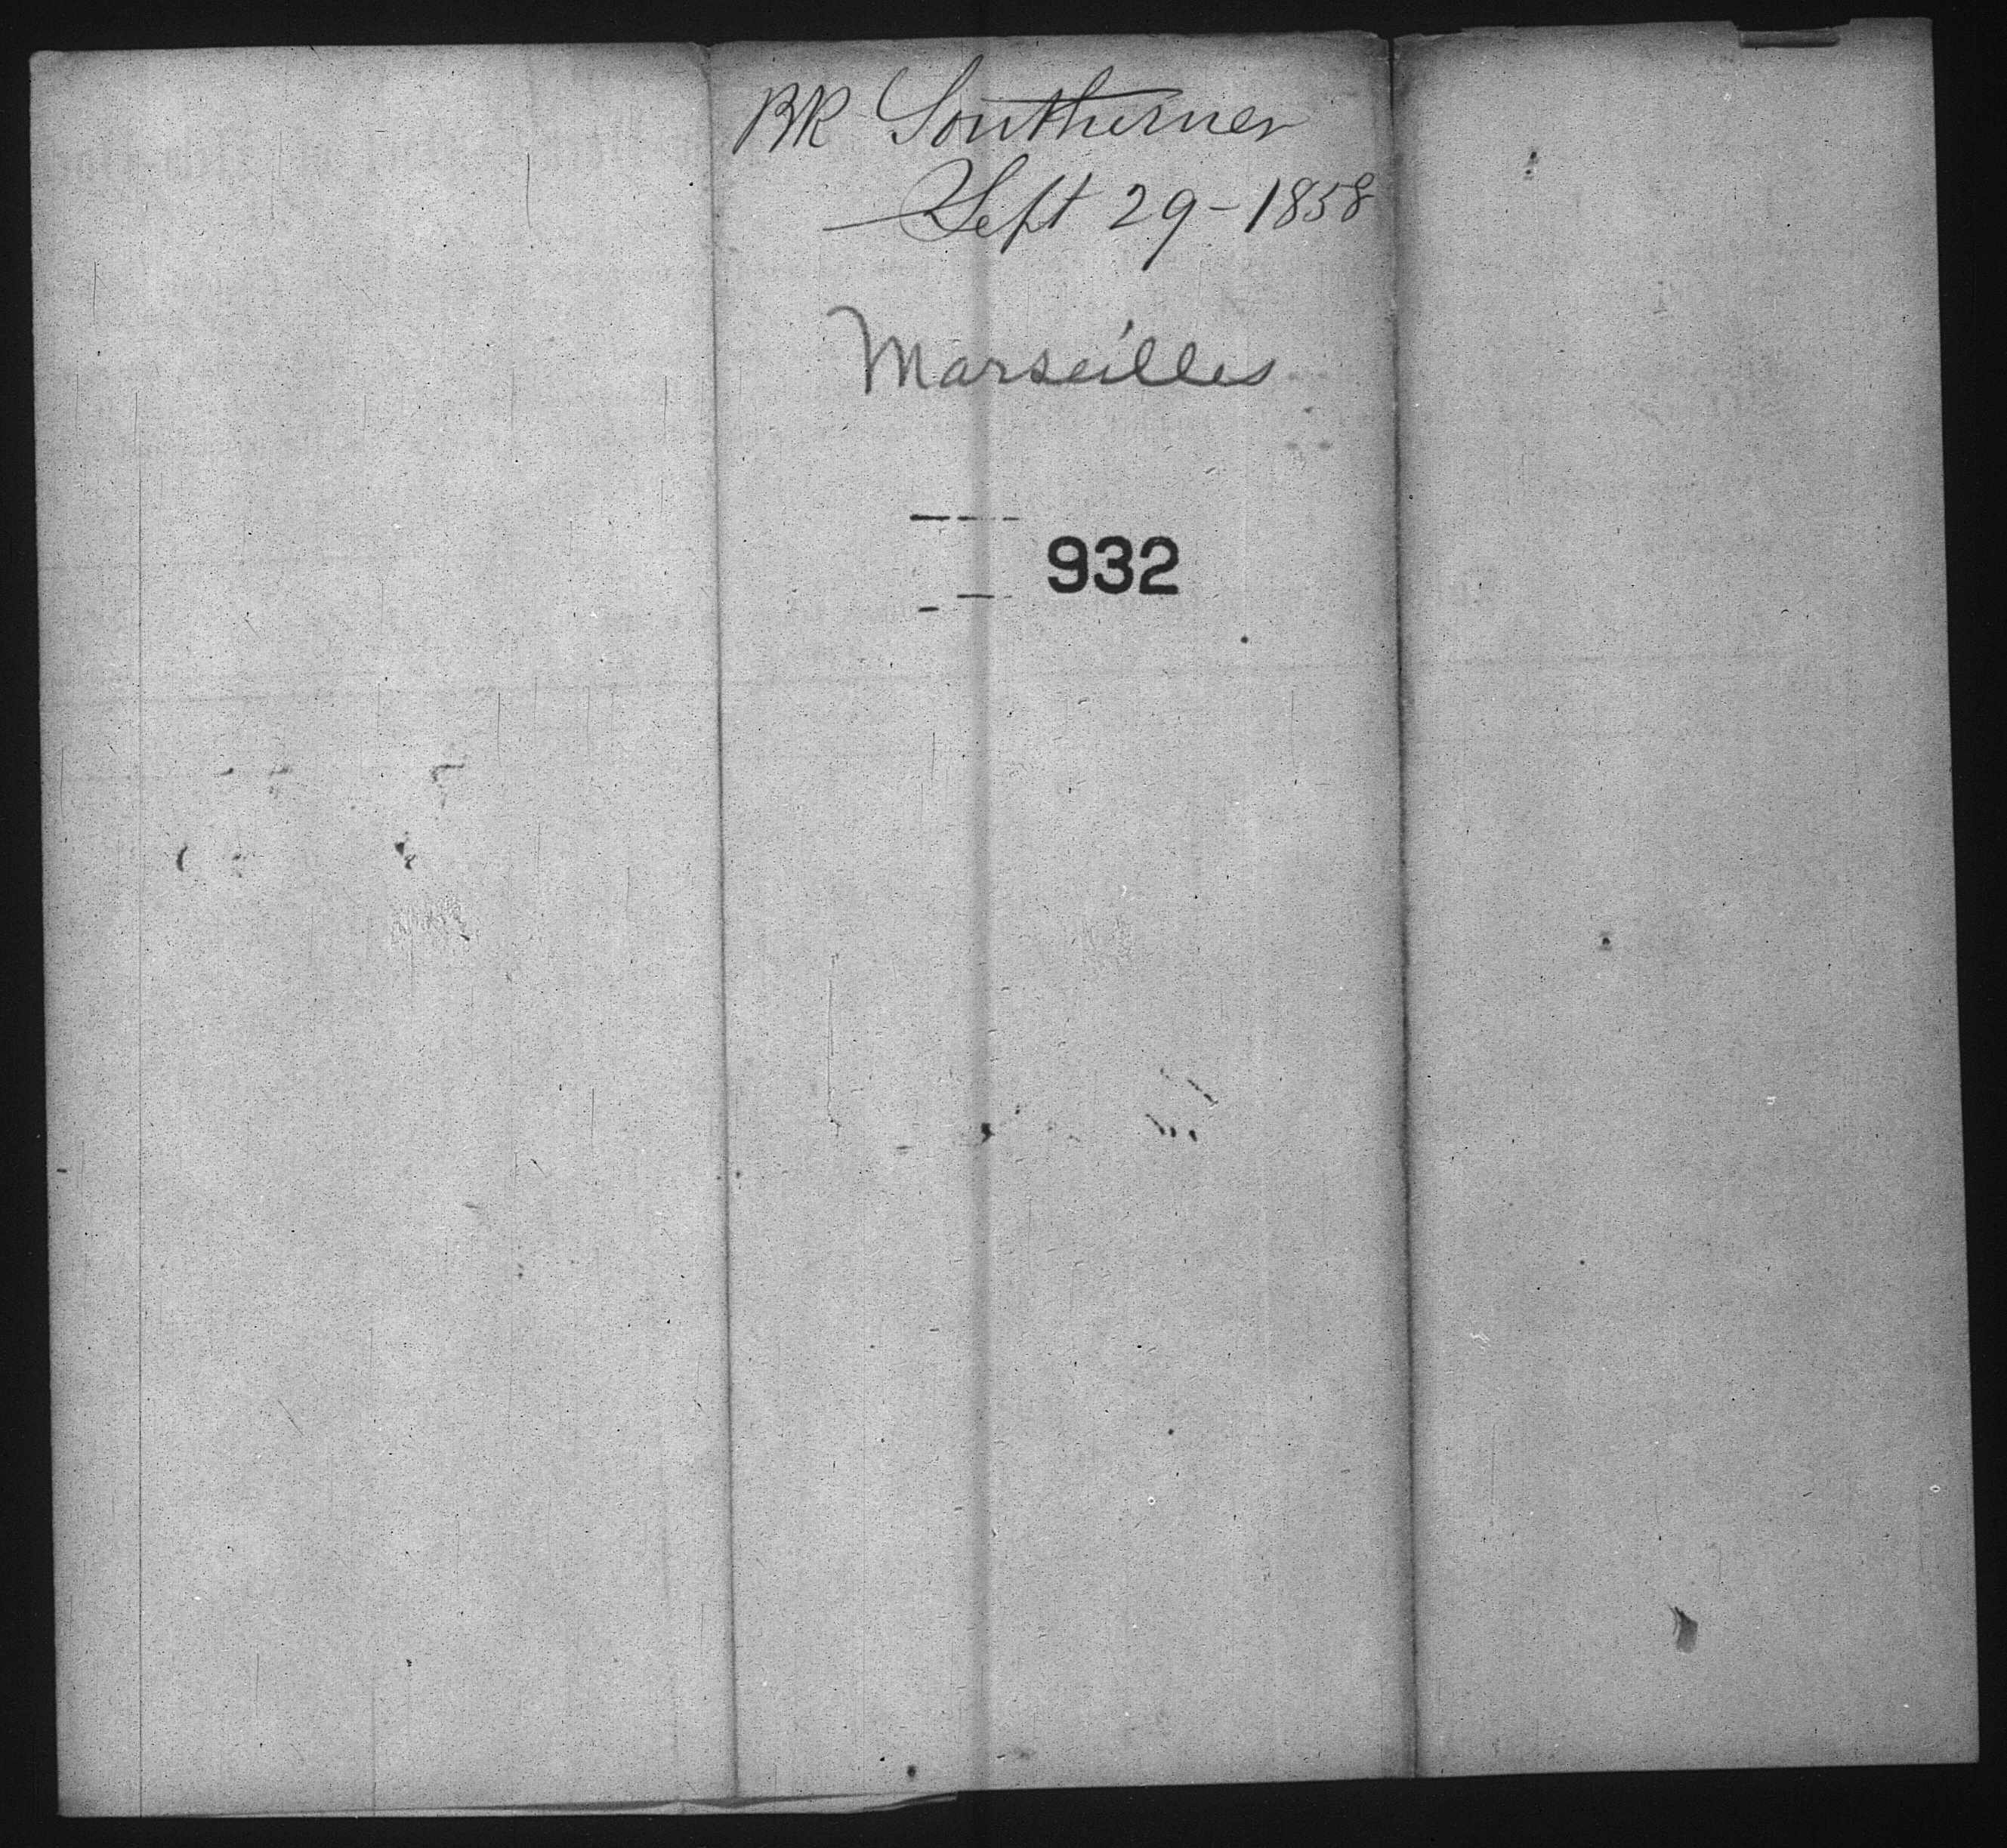 BK Southerner
Sept 29-1858
Marseilles
932